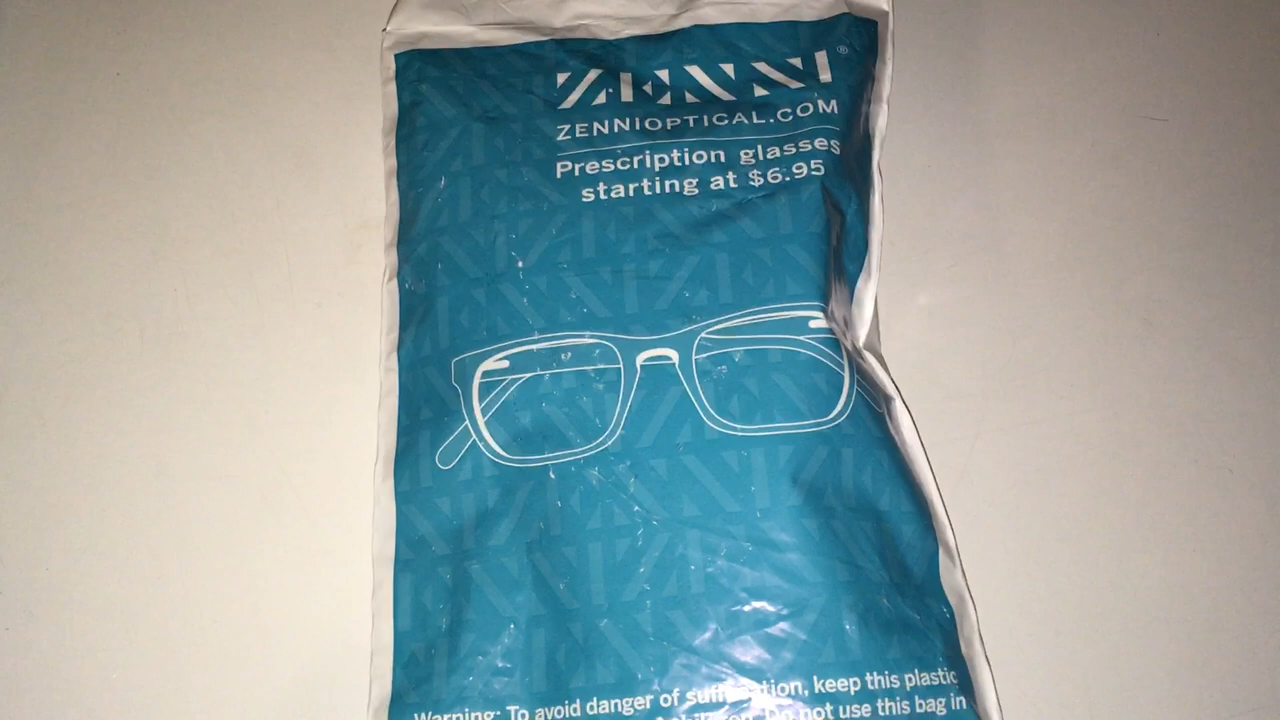 ZENNI®
ZENNIOPTICAL.COM
Prescription glasses
starting at $6.95
Warning: To avoid danger of suffocation, keep this plastic
not use this bag in